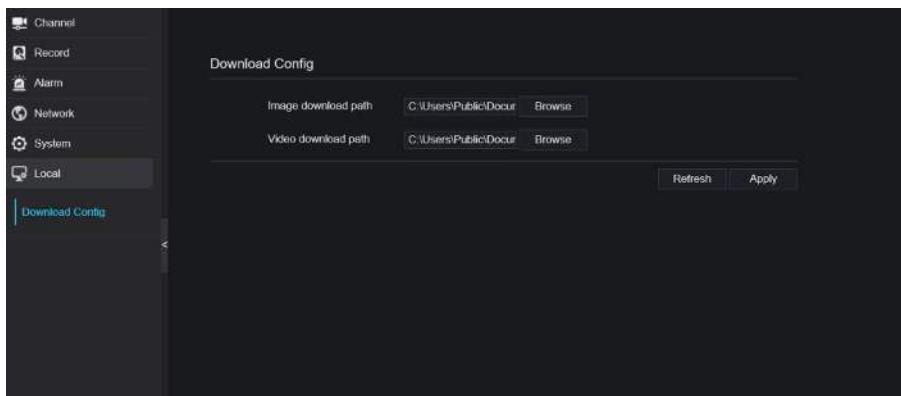 Channel
Record
Alarm
Network
System
Local
Download Config
<
Download Config
Image download path C:\Users\Public\Docur Browse
Video download path C:\Users\Public\Docur Browse
Refresh Apply